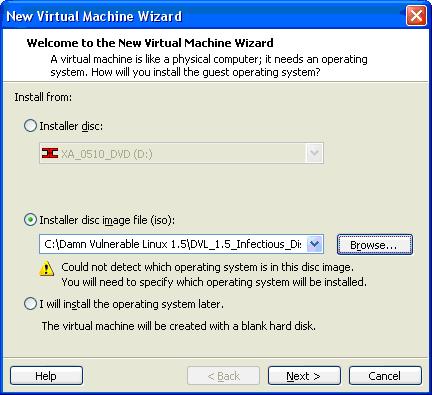 New Virtual Machine Wizard
Welcome to the New Virtual Machine Wizard
A virtual machine is like a physical computer; it needs an operating
system. How will you install the guest operating system?
Install from:
Installer disc:
XA_0510_DVD (D:)
Installer disc image file (iso):
C:\Damn Vulnerable Linux 1.5\DVL_1.5_Infectious_Dis
Browse...
Could not detect which operating system is in this disc image.
You will need to specify which operating system will be installed.
I will install the operating system later.
The virtual machine will be created with a blank hard disk.
Help
< Back
Next >
Cancel